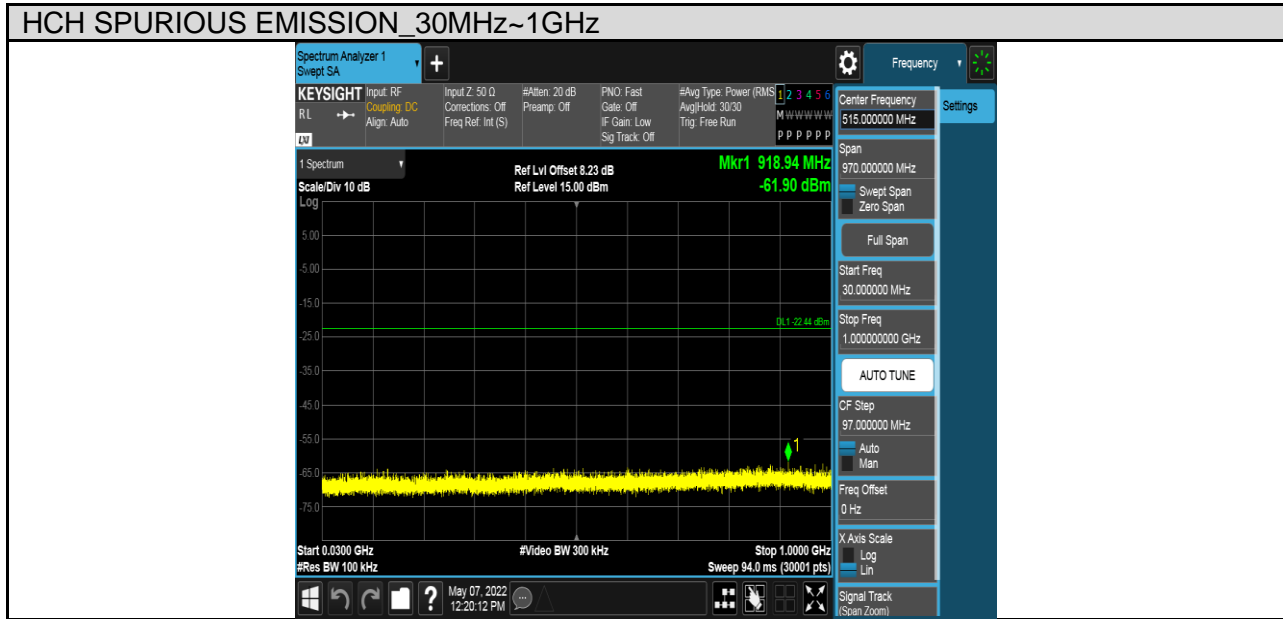 HCH SPURIOUS EMISSION_30MHz~1GHz
Spectrum Analyzer 1
Swept SA
Frequency
KEYSIGHT
RL
LXI
Input: RF
Coupling: DC
Align: Auto
Input Z: 50 Ω
Corrections: Off
Freq Ref: Int (S)
#Atten: 20 dB
Preamp: Off
PNO: Fast
Gate: Off
IF Gain: Low
Sig Track: Off
#Avg Type: Power (RMS
Avg|Hold: 30/30
Trig: Free Run
1 2 3 4 5 6
M W W W W W
P P P P P P
1 Spectrum
Scale/Div 10 dB
Log
Ref Lvl Offset 8.23 dB
Ref Level 15.00 dBm
Mkr1 918.94 MHz
-61.90 dBm
5.00
-5.00
-15.0
DL1 -22.44 dBm
-25.0
-35.0
-45.0
-55.0
1
-65.0
-75.0
Start 0.0300 GHz
#Res BW 100 kHz
#Video BW 300 kHz
Stop 1.0000 GHz
Sweep 94.0 ms (30001 pts)
Center Frequency
515.000000 MHz
Settings
Span
970.000000 MHz
Swept Span
Zero Span
Full Span
Start Freq
30.000000 MHz
Stop Freq
1.000000000 GHz
AUTO TUNE
CF Step
97.000000 MHz
Auto
Man
Freq Offset
0 Hz
X Axis Scale
Log
Lin
Signal Track
(Span Zoom)
May 07, 2022
12:20:12 PM